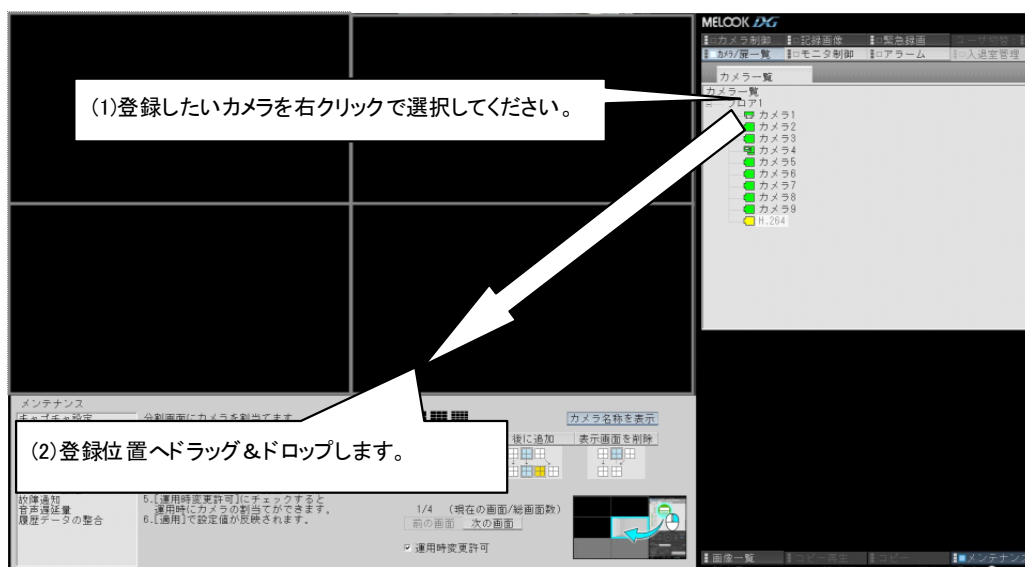 MELOOK DG
カメラ制御 記録画像 緊急録画
カメラ/扉一覧 モニタ制御 アラーム 入退室管理
カメラ一覧
カメラ一覧
フロア1
カメラ1
カメラ2
カメラ3
カメラ4
カメラ5
カメラ6
カメラ7
カメラ8
カメラ9
H.264
(1)登録したいカメラを右クリックで選択してください。
(2)登録位置へドラッグ&ドロップします。
メンテナンス
キャプチャ設定
分割画面にカメラを割当てます
カメラ名称を表示
後に追加 表示画面を削除
故障通知
音声遅延量
履歴データの整合
5.[運用時変更許可]にチェックすると
運用時にカメラの割当てができます。
6.[適用]で設定値が反映されます。
1/4 (現在の画面/総画面数)
前の画面 次の画面
運用時変更許可
画像一覧 コピー再生 コピー メンテナンス